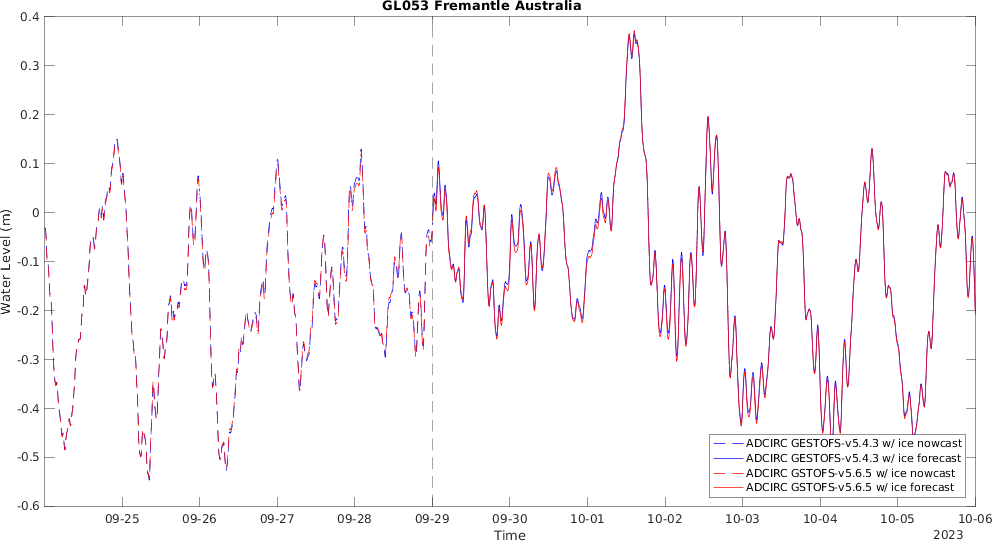 GL053 Fremantle Australia
Water Level (m)
0.4
0.3
0.2
0.1
0
-0.1
-0.2
-0.3
-0.4
-0.5
-0.6
ADCIRC GESTOFS-v5.4.3 w/ ice nowcast
ADCIRC GESTOFS-v5.4.3 w/ ice forecast
ADCIRC GSTOFS-v5.6.5 w/ ice nowcast
ADCIRC GSTOFS-v5.6.5 w/ ice forecast
09-25 09-26 09-27 09-28 09-29 09-30 10-01 10-02 10-03 10-04 10-05 10-06
Time
2023